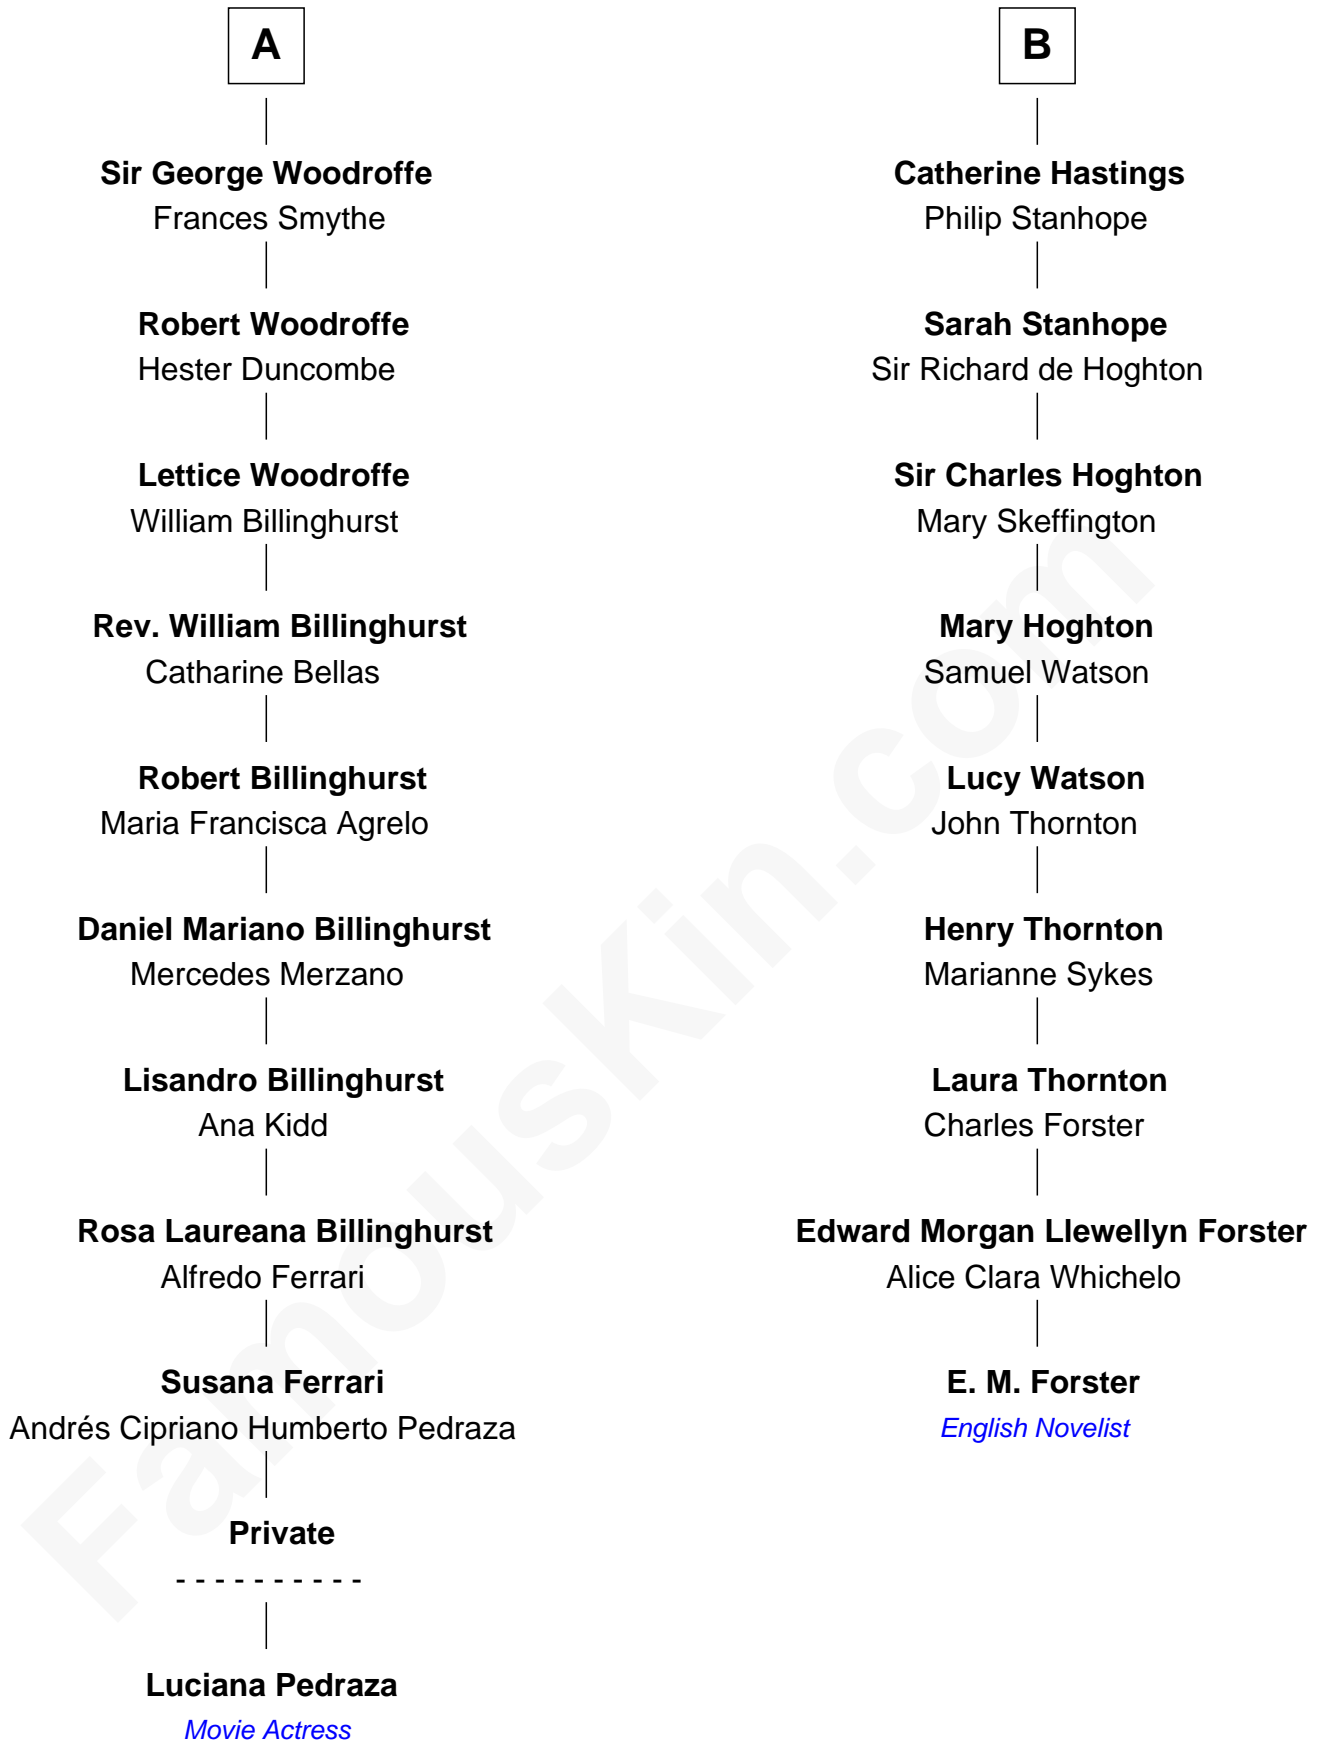 A
Sir George Woodroffe
Frances Smythe
Robert Woodroffe
Hester Duncombe
Lettice Woodroffe
William Billinghurst
Rev. William Billinghurst
Catharine Bellas
Robert Billinghurst
Maria Francisca Agrelo
Daniel Mariano Billinghurst
Mercedes Merzano
Lisandro Billinghurst
Ana Kidd
Rosa Laureana Billinghurst
Alfredo Ferrari
Susana Ferrari
Andrés Cipriano Humberto Pedraza
Private
- - - - - - - - - -
Luciana Pedraza
Movie Actress
B
Catherine Hastings
Philip Stanhope
Sarah Stanhope
Sir Richard de Hoghton
Sir Charles Hoghton
Mary Skeffington
Mary Hoghton
Samuel Watson
Lucy Watson
John Thornton
Henry Thornton
Marianne Sykes
Laura Thornton
Charles Forster
Edward Morgan Llewellyn Forster
Alice Clara Whichelo
E. M. Forster
English Novelist
FamousKin.com